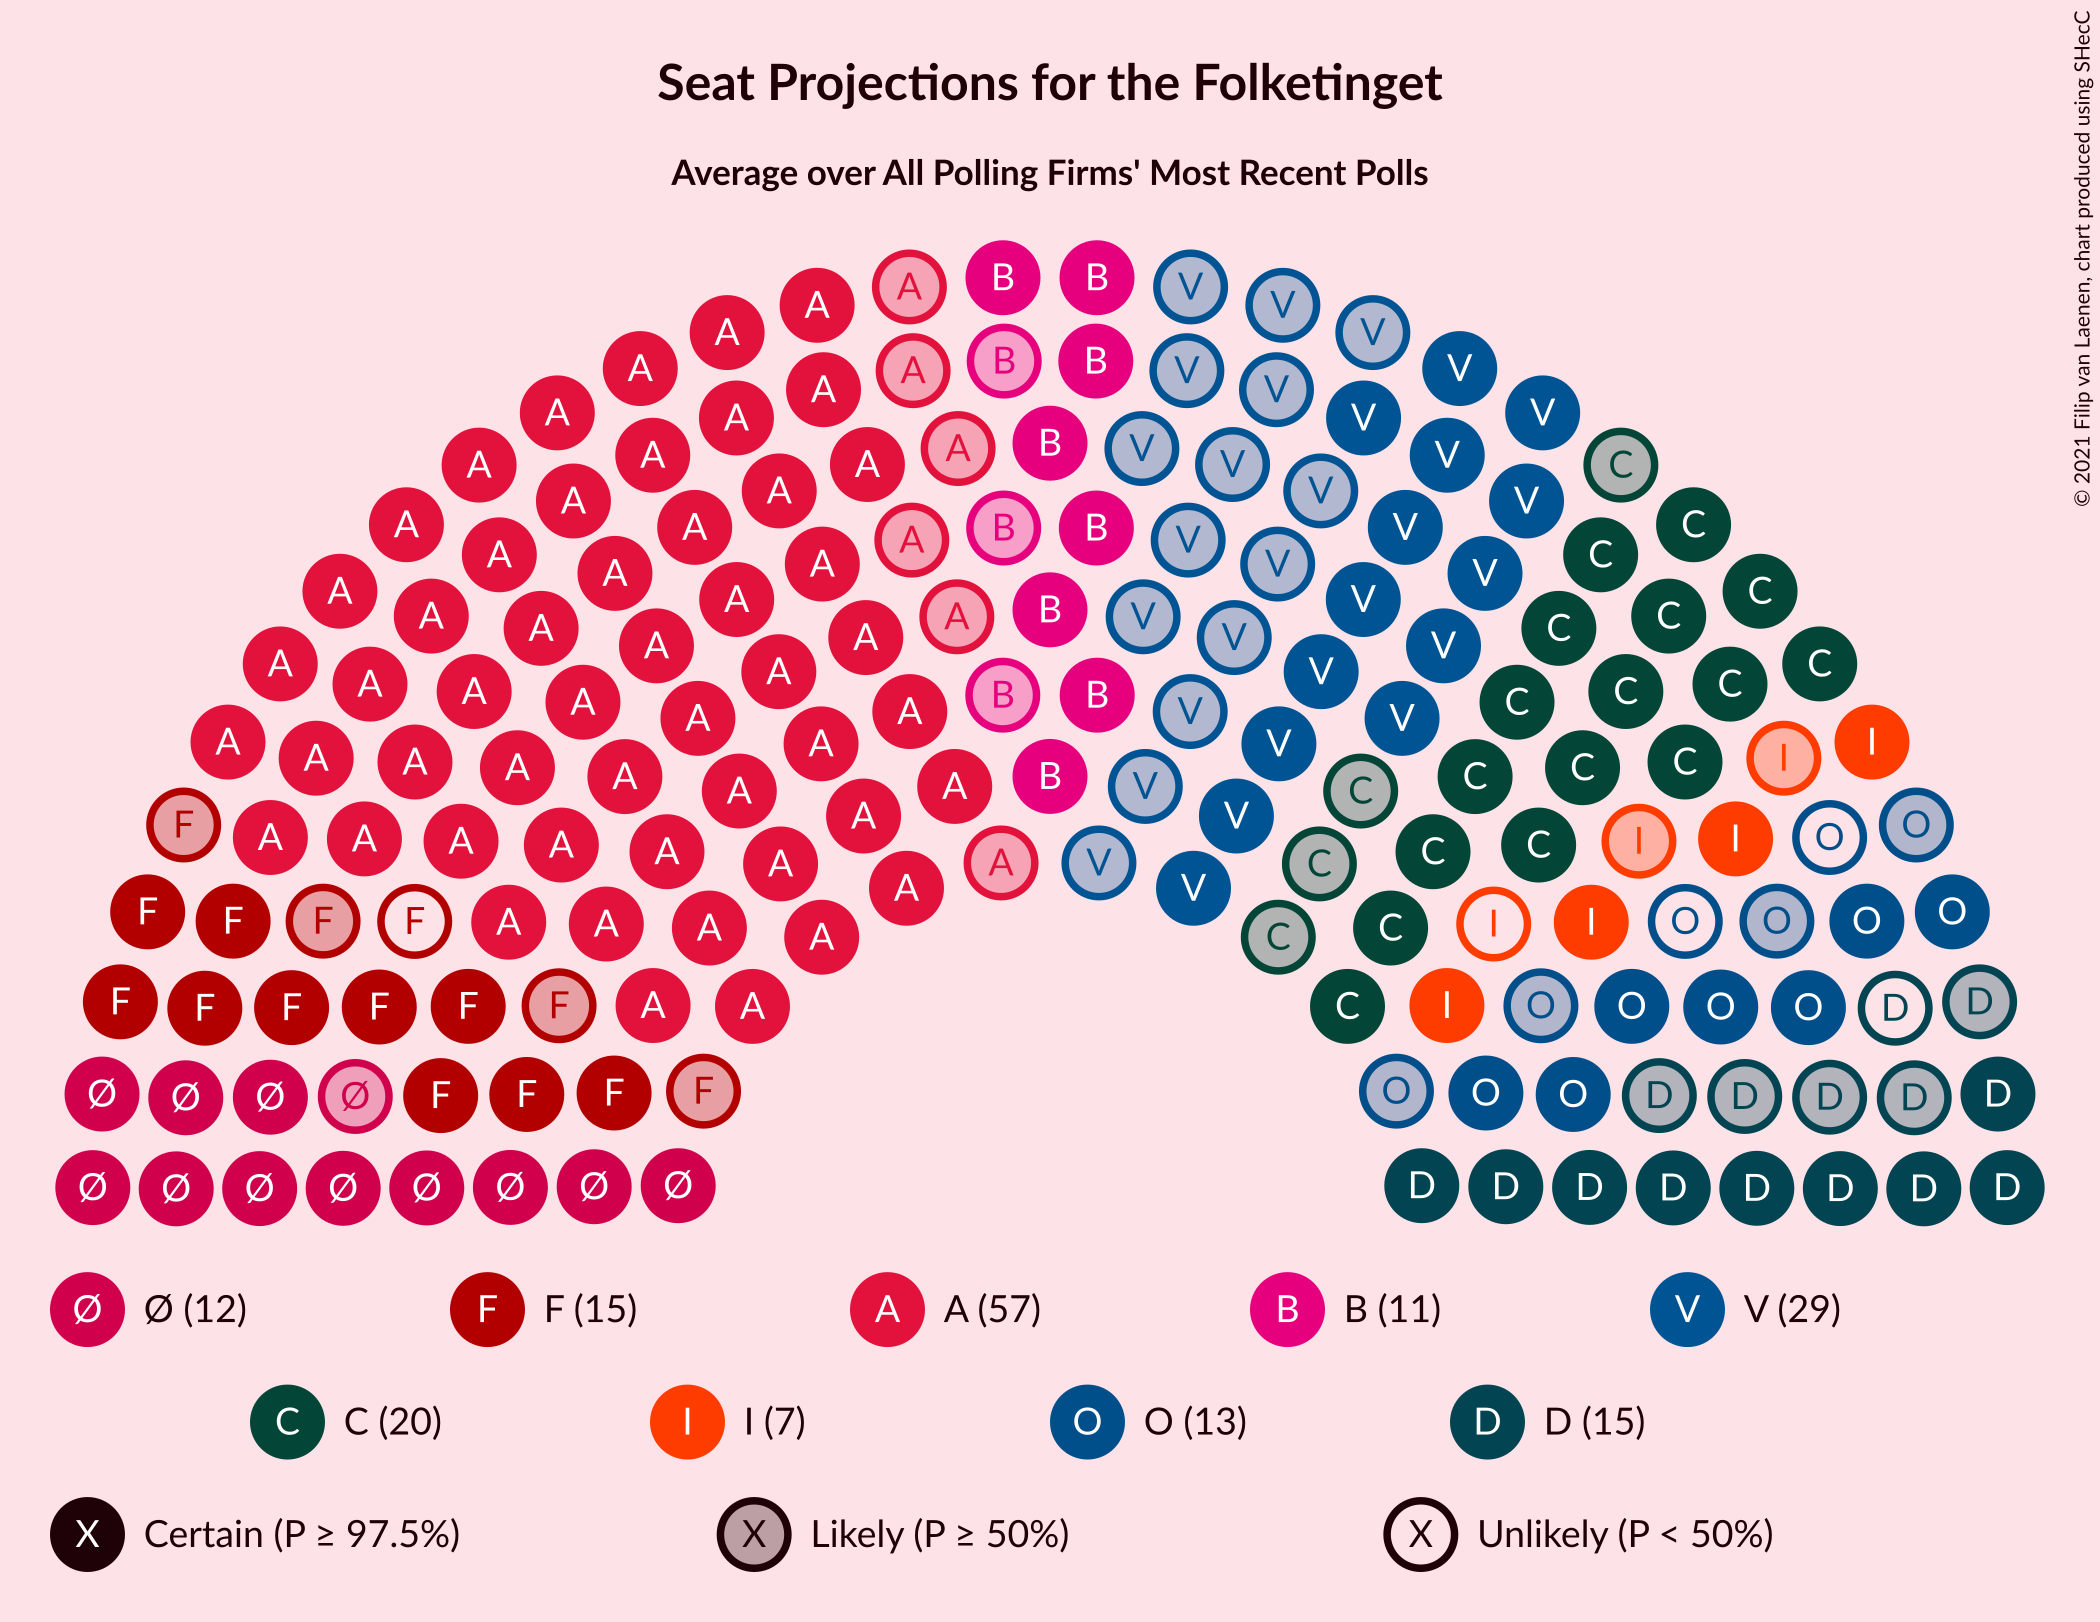 Seat Projections for the Folketinget
Average over All Polling Firms' Most Recent Polls
© 2021 Filip van Laenen, chart produced using SHecC
B B
A V
A V
A V
B B
A V
A V
A V
A V
B
A V
A V
A V
A C
A V
A V
A V
B B
A C
A V
A V
A C
A V
A V
A C
B
A V
A C
A V
A V
A C
A C
A V
A C
A V
A C
B B
A V
A C
A V
A I
A V
A C
A C
A I
A C
B
A V
A C
A V
F O
A O
A I
A C
A I
A C
A C
A V
A V
F O
F O
F O
F O
A I
A I
A C
A C
F D
F D
F O
F O
F O
F O
A I
A C
Ø D
Ø D
Ø D
Ø D
F D
F O
F O
F O
Ø Ø Ø Ø Ø Ø Ø Ø D D D D D D D D
Ø Ø (12) F F (15) A A (57) B B (11) V V (29)
C C (20) I I (7) O O (13) D D (15)
X Certain (P ≥ 97.5%) X Likely (P ≥ 50%) X Unlikely (P < 50%)